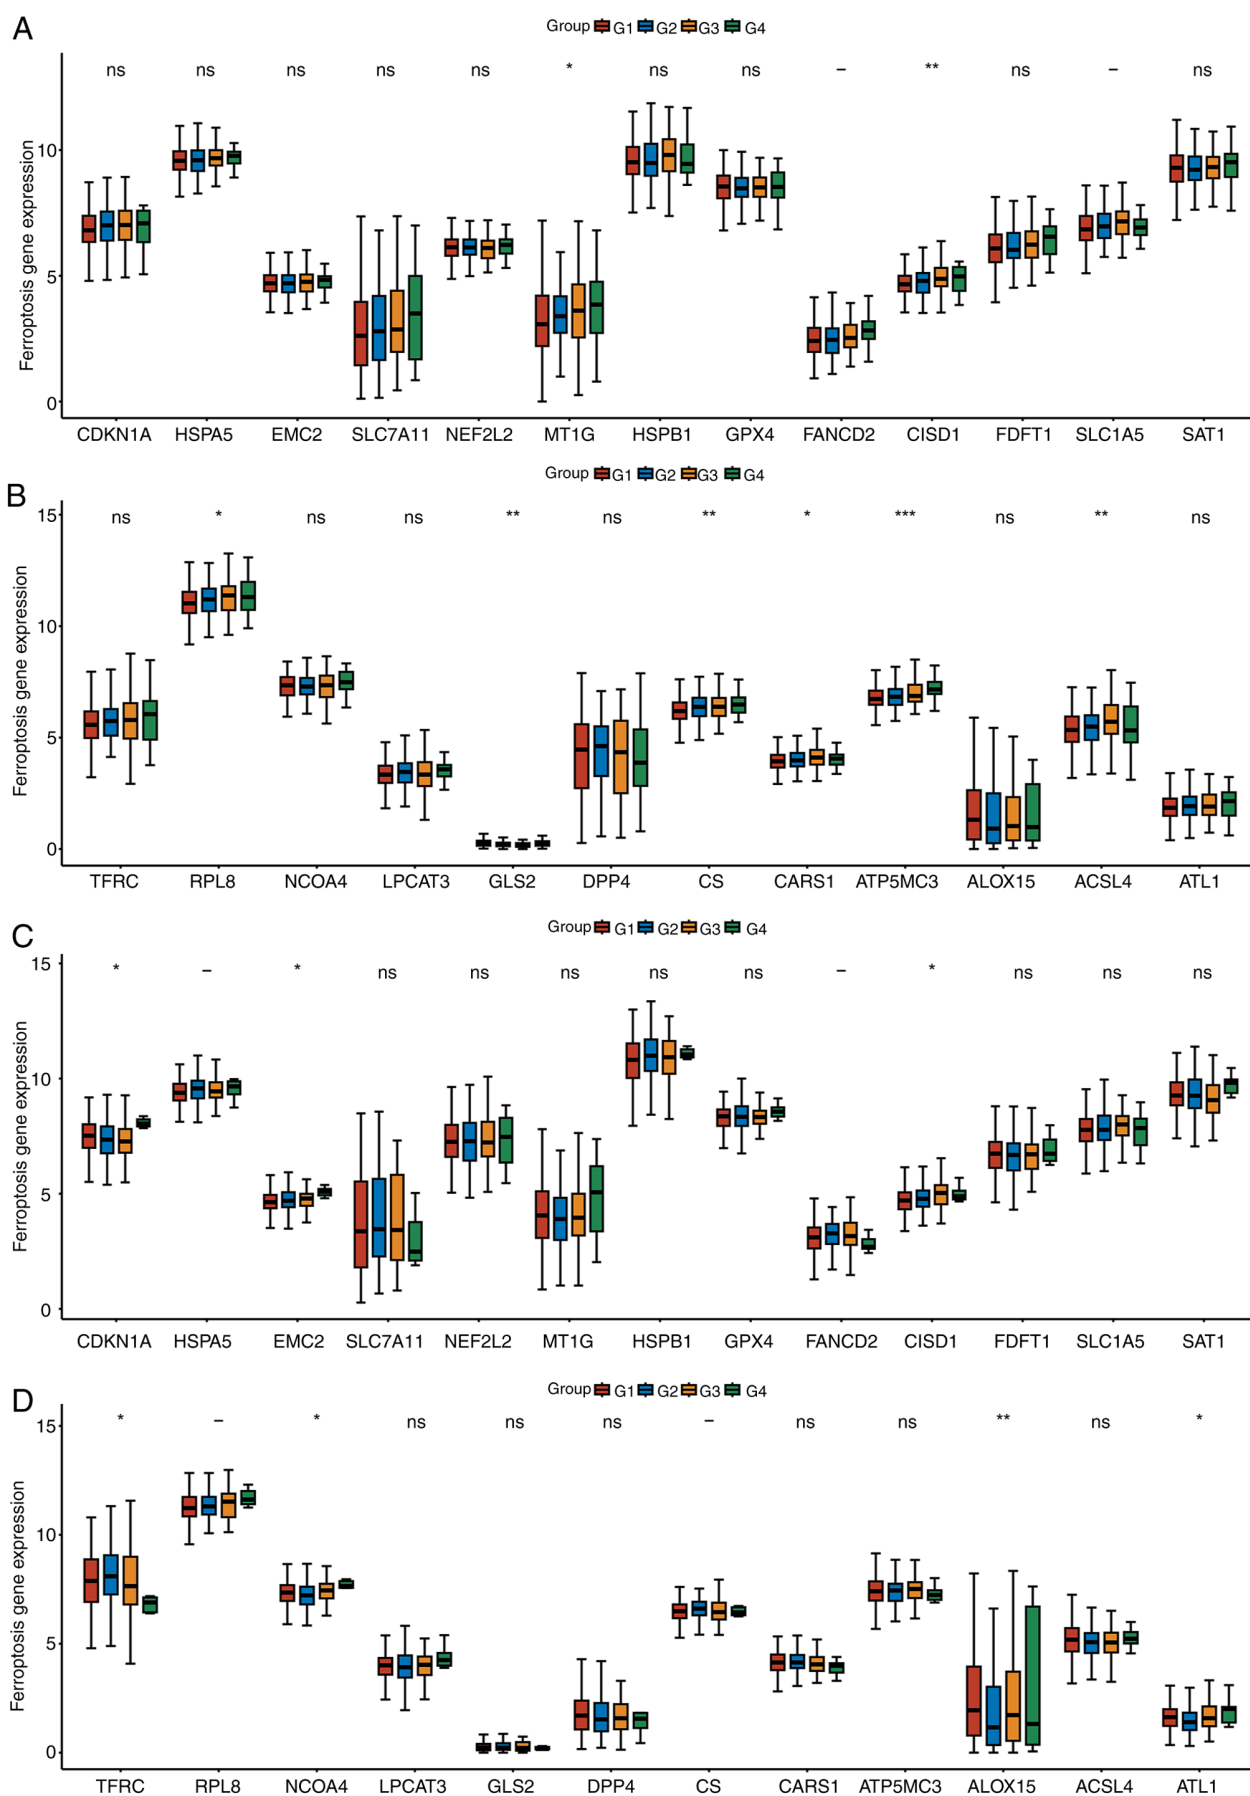 A
Group G1 G2 G3 G4
ns ns ns ns ns * ns ns – ** ns – ns
Ferroptosis gene expression
10
5
0
CDKN1A HSPA5 EMC2 SLC7A11 NEF2L2 MT1G HSPB1 GPX4 FANCD2 CISD1 FDFT1 SLC1A5 SAT1
B
Group G1 G2 G3 G4
ns * ns ns ** ns ** * *** ns ** ns
Ferroptosis gene expression
15
10
5
0
TFRC RPL8 NCOA4 LPCAT3 GLS2 DPP4 CS CARS1 ATP5MC3 ALOX15 ACSL4 ATL1
C
Group G1 G2 G3 G4
* – * ns ns ns ns ns – * ns ns ns
Ferroptosis gene expression
15
10
5
0
CDKN1A HSPA5 EMC2 SLC7A11 NEF2L2 MT1G HSPB1 GPX4 FANCD2 CISD1 FDFT1 SLC1A5 SAT1
D
Group G1 G2 G3 G4
* – * ns ns ns – ns ns ** ns *
Ferroptosis gene expression
15
10
5
0
TFRC RPL8 NCOA4 LPCAT3 GLS2 DPP4 CS CARS1 ATP5MC3 ALOX15 ACSL4 ATL1